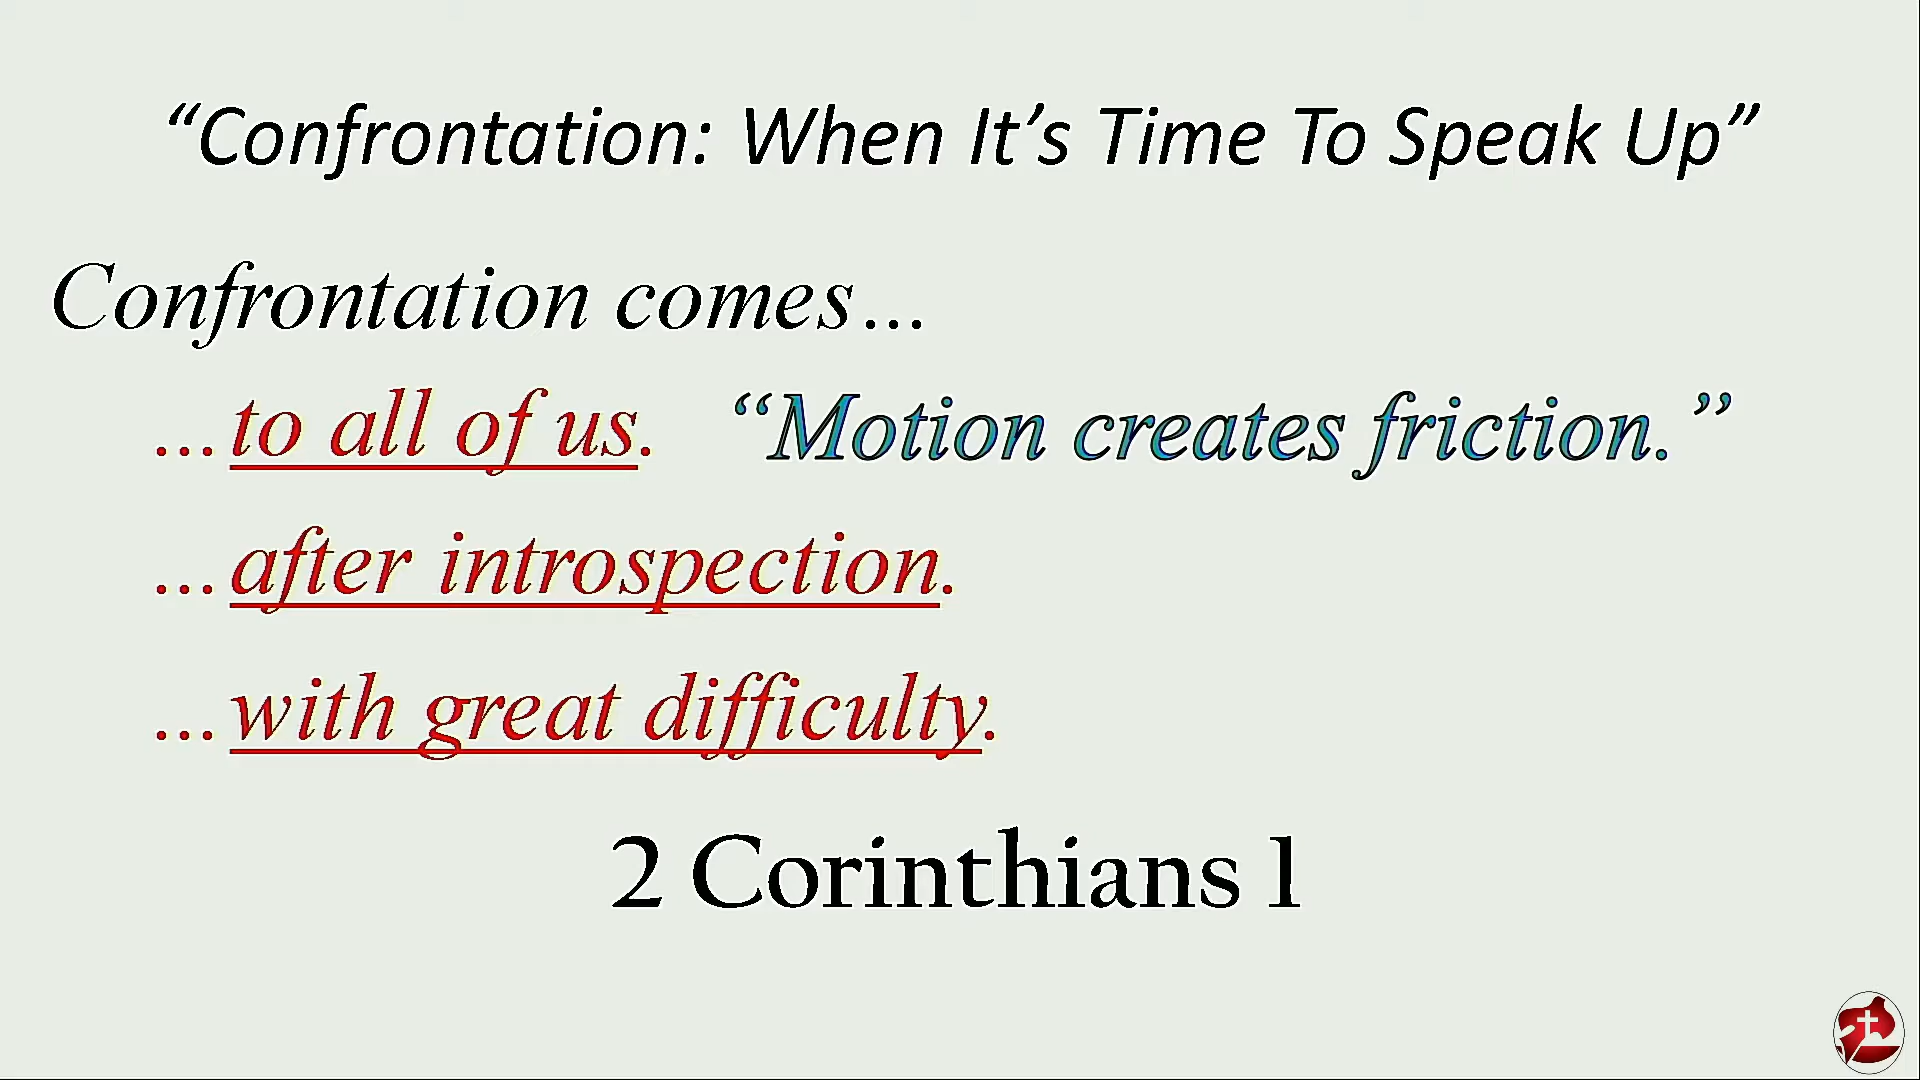 “Confrontation: When It’s Time To Speak Up”
Confrontation comes…
…to all of us. “Motion creates friction.”
…after introspection.
…with great difficulty.
2 Corinthians 1